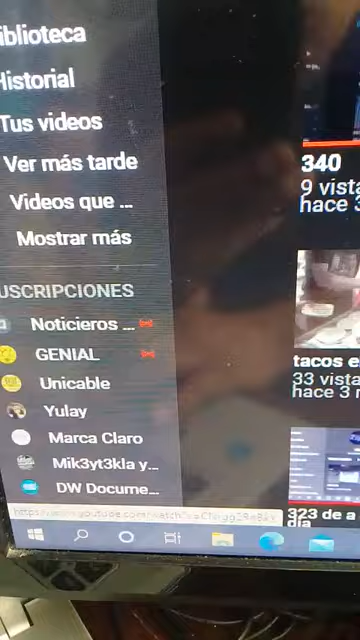 iblioteca
Historial
Tus videos
Ver más tarde
Videos que ...
Mostrar más
USCRIPCIONES
Noticieros ...
GENIAL
Unicable
Yulay
Marca Claro
Mik3yt3kla y...
DW Docume...
340
9 vista
hace 3
tacos e
33 vista
hace 3 r
323 de a
día